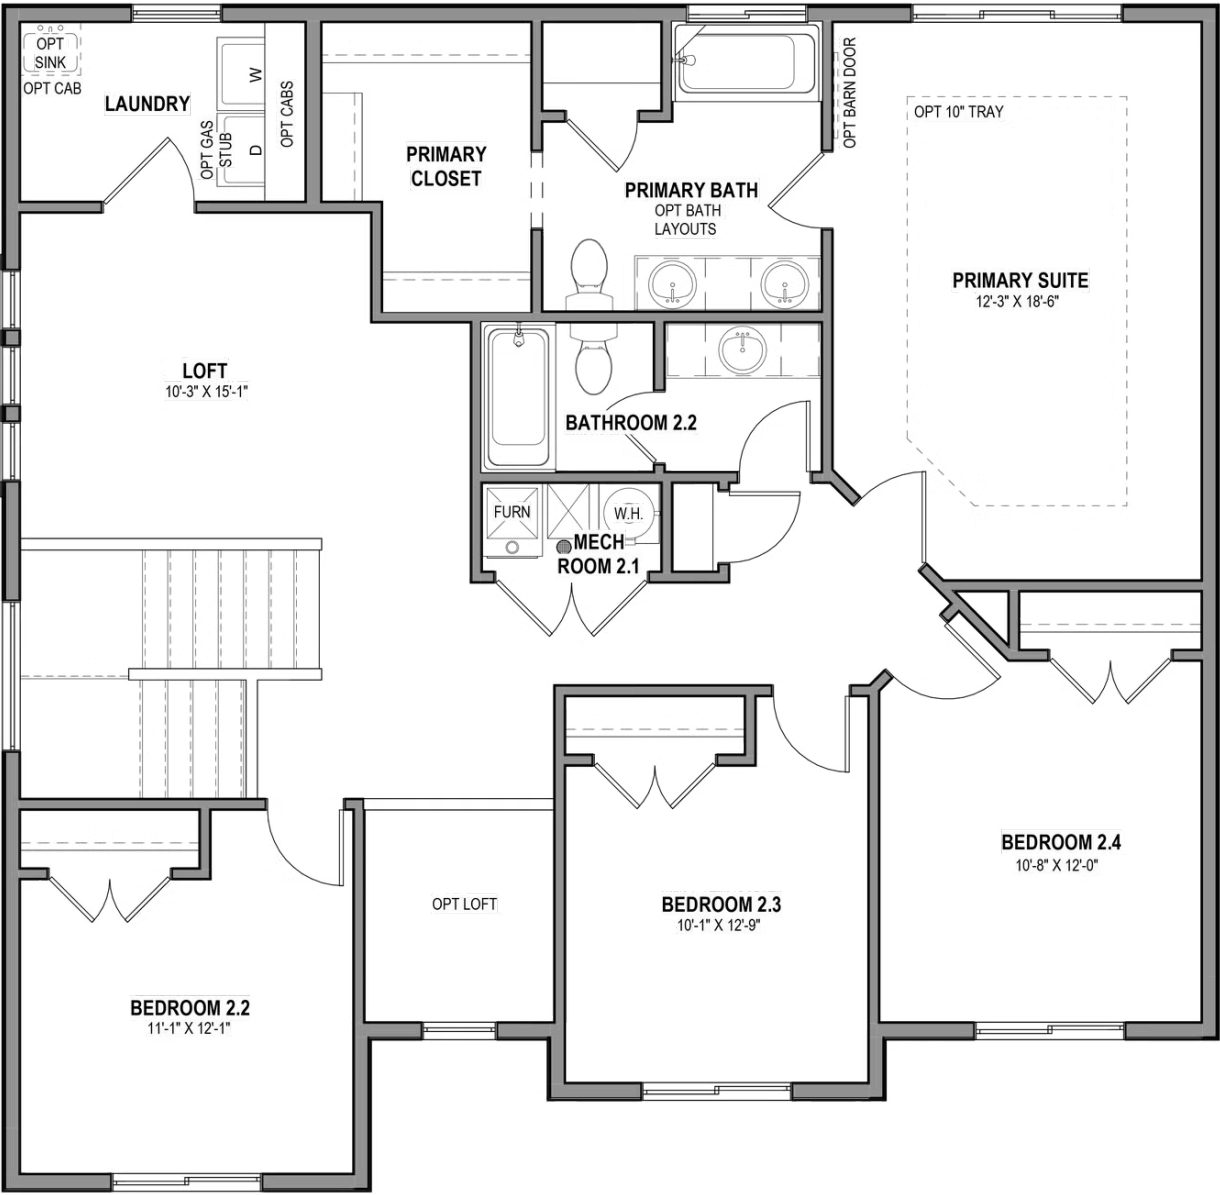 OPT
SINK
OPT CAB
LAUNDRY
OPT GAS
STUB
W
D
OPT CABS
PRIMARY
CLOSET
PRIMARY BATH
OPT BATH
LAYOUTS
OPT BARN DOOR
OPT 10" TRAY
PRIMARY SUITE
12'-3" X 18'-6"
LOFT
10'-3" X 15'-1"
BATHROOM 2.2
FURN
W.H.
MECH
ROOM 2.1
BEDROOM 2.4
10'-8" X 12'-0"
BEDROOM 2.3
10'-1" X 12'-9"
OPT LOFT
BEDROOM 2.2
11'-1" X 12'-1"